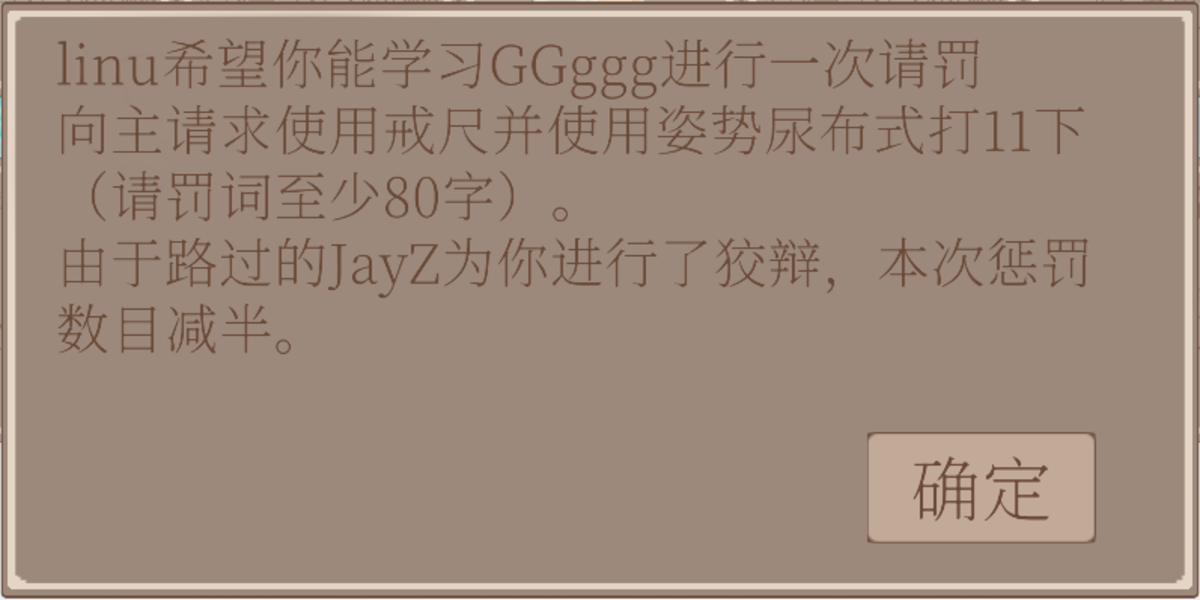 linu希望你能学习GGggg进行一次请罚
向主请求使用戒尺并使用姿势尿布式打11下
（请罚词至少80字）。
由于路过的JayZ为你进行了狡辩，本次惩罚
数目减半。
确定